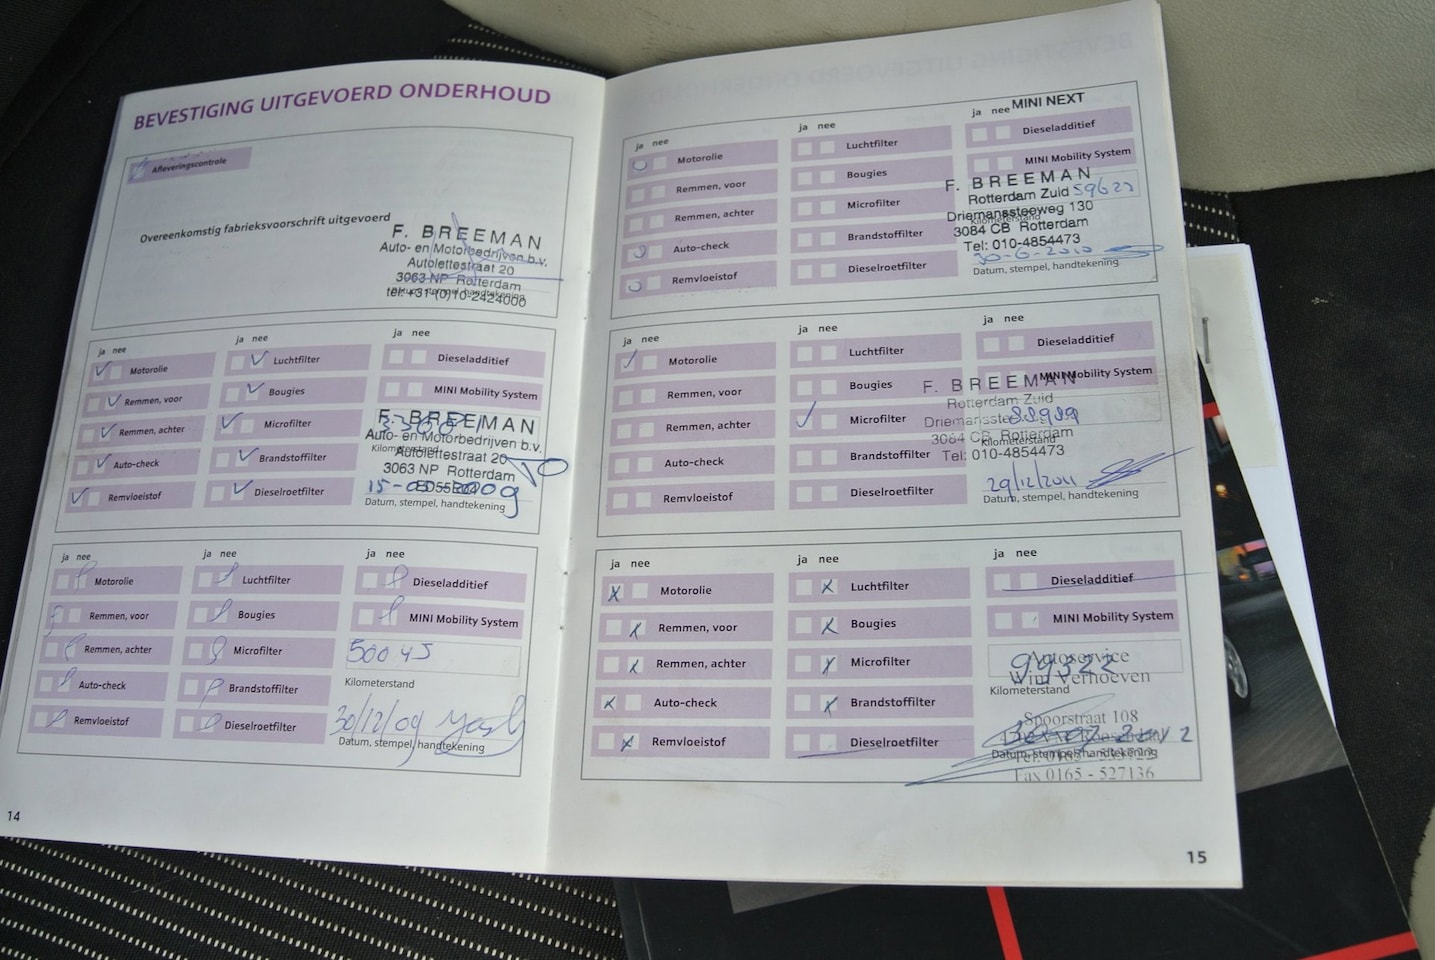 BEVESTIGING UITGEVOERD ONDERHOUD
Afleveringscontrole
Overeenkomstig fabrieksvoorschrift uitgevoerd
F. BREEMAN
Auto- en Motorbedrijven b.v.
Autolettestraat 20
3063 NP Rotterdam
tel: +31 (0)10-2424000
ja nee
Motorolie
Remmen, voor
Remmen, achter
Auto-check
Remvloeistof
ja nee
Luchtfilter
Bougies
Microfilter
Brandstoffilter
Dieselroetfilter
ja nee
Dieseladditief
MINI Mobility System
F. BREEMAN
Auto- en Motorbedrijven b.v.
Kilometerstand
Autolettestraat 20
3063 NP Rotterdam
Datum, stempel, handtekening
ja nee
Motorolie
Remmen, voor
Remmen, achter
Auto-check
Remvloeistof
ja nee
Luchtfilter
Bougies
Microfilter
Brandstoffilter
Dieselroetfilter
ja nee
Dieseladditief
MINI Mobility System
50045
Kilometerstand
30/12/09
Datum, stempel, handtekening
14
ja nee
Motorolie
Remmen, voor
Remmen, achter
Auto-check
Remvloeistof
ja nee
Luchtfilter
Bougies
Microfilter
Brandstoffilter
Dieselroetfilter
ja nee MINI NEXT
Dieseladditief
MINI Mobility System
F. BREEMAN
Rotterdam Zuid
Driemanssteeweg 130
Kilometerstand
3084 CB Rotterdam
Tel: 010-4854473
30-6-2010
Datum, stempel, handtekening
ja nee
Motorolie
Remmen, voor
Remmen, achter
Auto-check
Remvloeistof
ja nee
Luchtfilter
Bougies
Microfilter
Brandstoffilter
Dieselroetfilter
ja nee
Dieseladditief
MINI Mobility System
F. BREEMAN
Rotterdam Zuid
Kilometerstand
3084 CB Rotterdam
Tel: 010-4854473
29/12/2011
Datum, stempel, handtekening
ja nee
Motorolie
Remmen, voor
Remmen, achter
Auto-check
Remvloeistof
ja nee
Luchtfilter
Bougies
Microfilter
Brandstoffilter
Dieselroetfilter
ja nee
Dieseladditief
MINI Mobility System
Autoservice
99322
Wim Verhoeven
Kilometerstand
Spoorstraat 108
Datum, stempel, handtekening
Fax 0165 - 527136
15